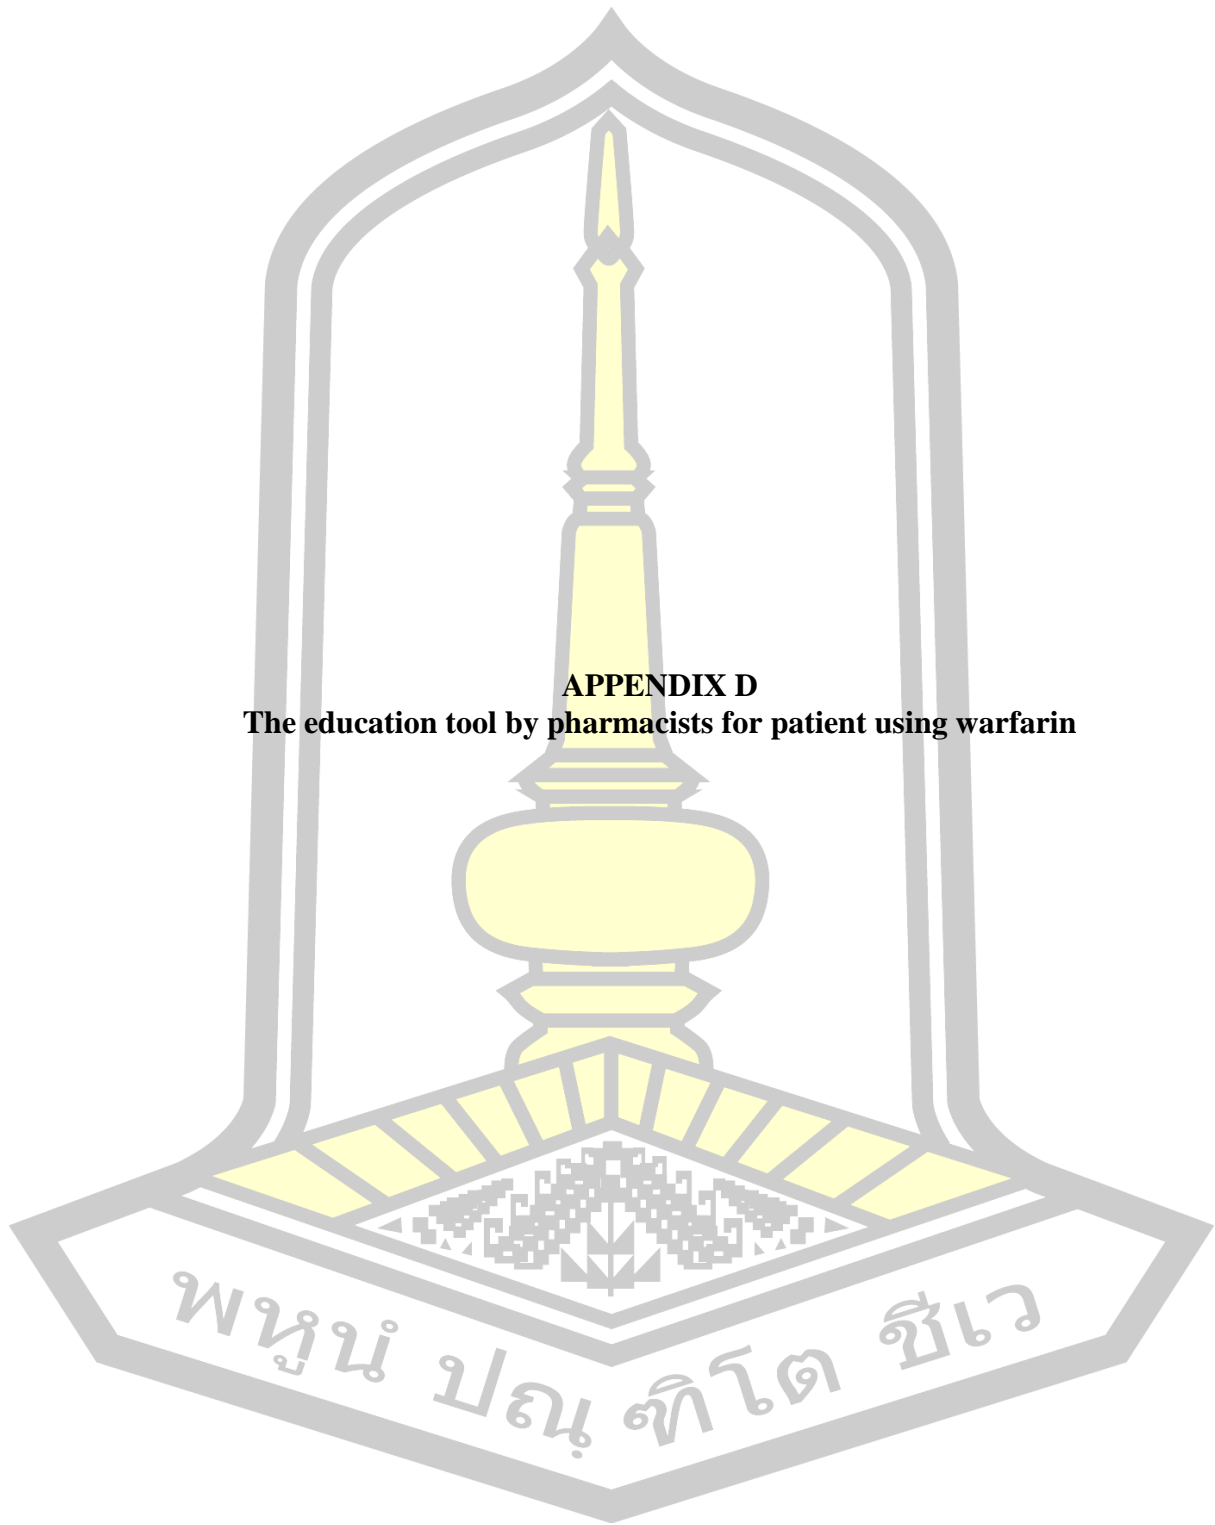 APPENDIX D
The education tool by pharmacists for patient using warfarin
พหูนํ ปณฺ ฑิโต ชีเว